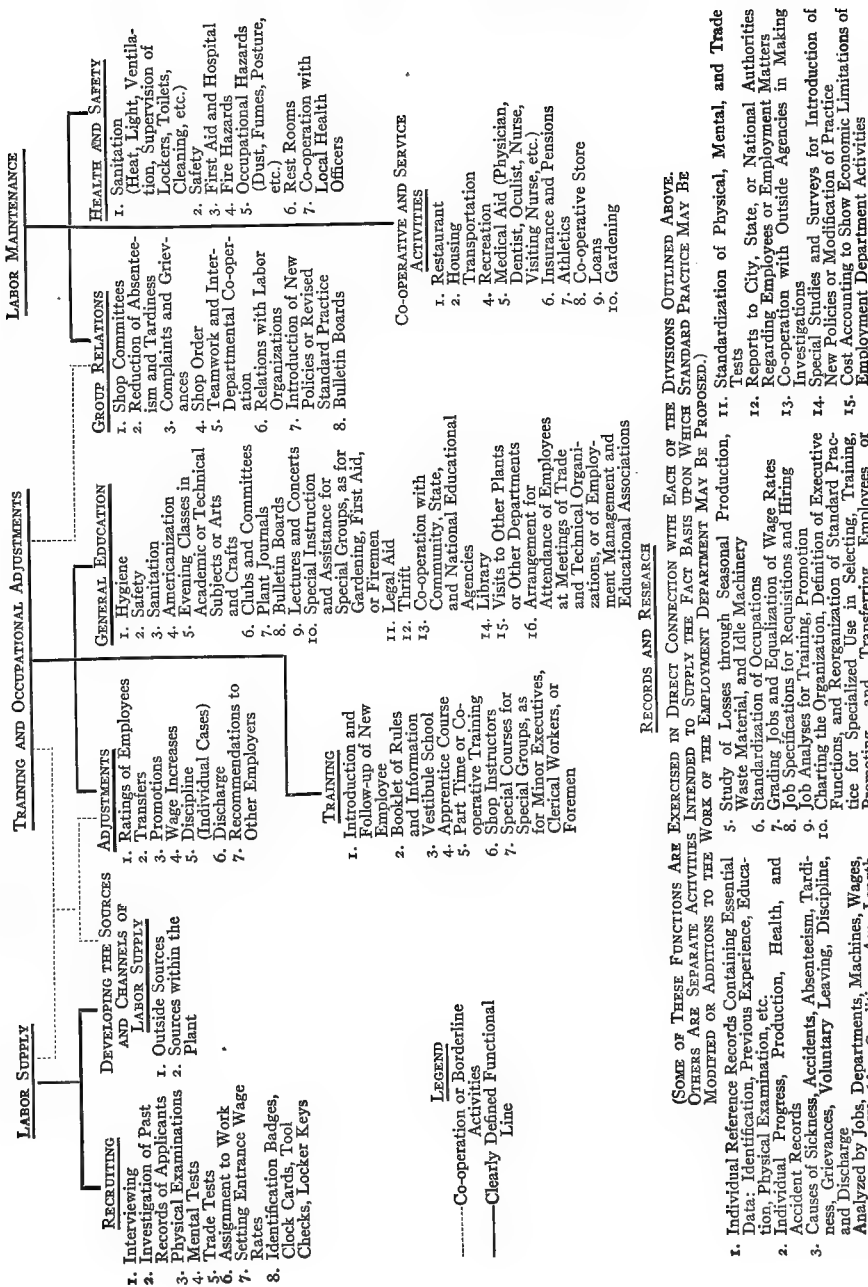 LABOR SUPPLY
RECRUITING
1. Interviewing
2. Investigation of Past
Records of Applicants
3. Physical Examinations
4. Mental Tests
5. Trade Tests
6. Assignment to Work
7. Setting Entrance Wage
Rates
8. Identification Badges,
Clock Cards, Tool
Checks, Locker Keys
DEVELOPING THE SOURCES
AND CHANNELS OF
LABOR SUPPLY
1. Outside Sources
2. Sources within the
Plant
LEGEND
Co-operation or Borderline
Activities
Clearly Defined Functional
Line
TRAINING AND OCCUPATIONAL ADJUSTMENTS
ADJUSTMENTS
1. Ratings of Employees
2. Transfers
3. Promotions
4. Wage Increases
5. Discipline
(Individual Cases)
6. Discharge
7. Recommendations to
Other Employers
TRAINING
1. Introduction and
Follow-up of New
Employee
2. Booklet of Rules
and Information
3. Vestibule School
4. Apprentice Course
5. Part Time or Co-
operative Training
6. Shop Instructors
7. Special Courses for
Special Groups, as
for Minor Executives,
Clerical Workers, or
Foremen
GENERAL EDUCATION
1. Hygiene
2. Safety
3. Sanitation
4. Americanization
5. Evening Classes in
Academic or Technical
Subjects or Arts
and Crafts
6. Clubs and Committees
7. Plant Journals
8. Bulletin Boards
9. Lectures and Concerts
10. Special Instruction
and Assistance for
Special Groups, as for
Gardening, First Aid,
or Firemen
11. Legal Aid
12. Thrift
13. Co-operation with
Community, State,
and National Educational
Agencies
14. Library
15. Visits to Other Plants
or Other Departments
16. Arrangement for
Attendance of Employees
at Meetings of Trade
and Technical Organi-
zations, or of Employ-
ment Management and
Educational Associations
LABOR MAINTENANCE
GROUP RELATIONS
1. Shop Committees
2. Reduction of Absentee-
ism and Tardiness
3. Complaints and Griev-
ances
4. Shop Order
5. Teamwork and Inter-
Departmental Co-oper-
ation
6. Relations with Labor
Organizations
7. Introduction of New
Policies or Revised
Standard Practice
8. Bulletin Boards
HEALTH AND SAFETY
1. Sanitation
(Heat, Light, Ventila-
tion, Supervision of
Lockers, Toilets,
Cleaning, etc.)
2. Safety
3. First Aid and Hospital
4. Fire Hazards
5. Occupational Hazards
(Dust, Fumes, Posture,
etc.)
6. Rest Rooms
7. Co-operation with
Local Health
Officers
CO-OPERATIVE AND SERVICE
ACTIVITIES
1. Restaurant
2. Housing
3. Transportation
4. Recreation
5. Medical Aid (Physician,
Dentist, Oculist, Nurse,
Visiting Nurse, etc.)
6. Insurance and Pensions
7. Athletics
8. Co-operative Store
9. Loans
10. Gardening
RECORDS AND RESEARCH
(SOME OF THESE FUNCTIONS ARE EXERCISED IN DIRECT CONNECTION WITH EACH OF THE DIVISIONS OUTLINED ABOVE.
OTHERS ARE SEPARATE ACTIVITIES INTENDED TO SUPPLY THE FACT BASIS UPON WHICH STANDARD PRACTICE MAY BE
MODIFIED OR ADDITIONS TO THE WORK OF THE EMPLOYMENT DEPARTMENT MAY BE PROPOSED.)
1. Individual Reference Records Containing Essential
Data: Identification, Previous Experience, Educa-
tion, Physical Examination, etc.
2. Individual Progress, Production, Health, and
Accident Records
3. Causes of Sickness, Accidents, Absenteeism, Tardi-
ness, Grievances, Voluntary Leaving, Discipline,
and Discharge
Analyzed by Jobs, Departments, Machines, Wages,
5. Study of Losses through Seasonal Production,
Waste Material, and Idle Machinery
6. Standardization of Occupations
7. Grading Jobs and Equalization of Wage Rates
8. Job Specifications for Requisitions and Hiring
9. Job Analyses for Training, Promotion
10. Charting the Organization, Definition of Executive
Functions, and Reorganization of Standard Prac-
tice for Specialized Use in Selecting, Training,
Promoting, and Transferring Employees or
11. Standardization of Physical, Mental, and Trade
Tests
12. Reports to City, State, or National Authorities
Regarding Employees or Employment Matters
13. Co-operation with Outside Agencies in Making
Investigations
14. Special Studies and Surveys for Introduction of
New Policies or Modification of Practice
15. Cost Accounting to Show Economic Limitations of
Employment Department Activities